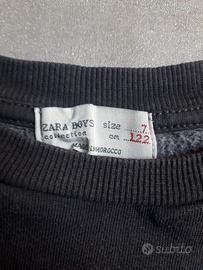 ZARA BOYS size 7
collection cm 122
MADE IN MOROCCO
subito